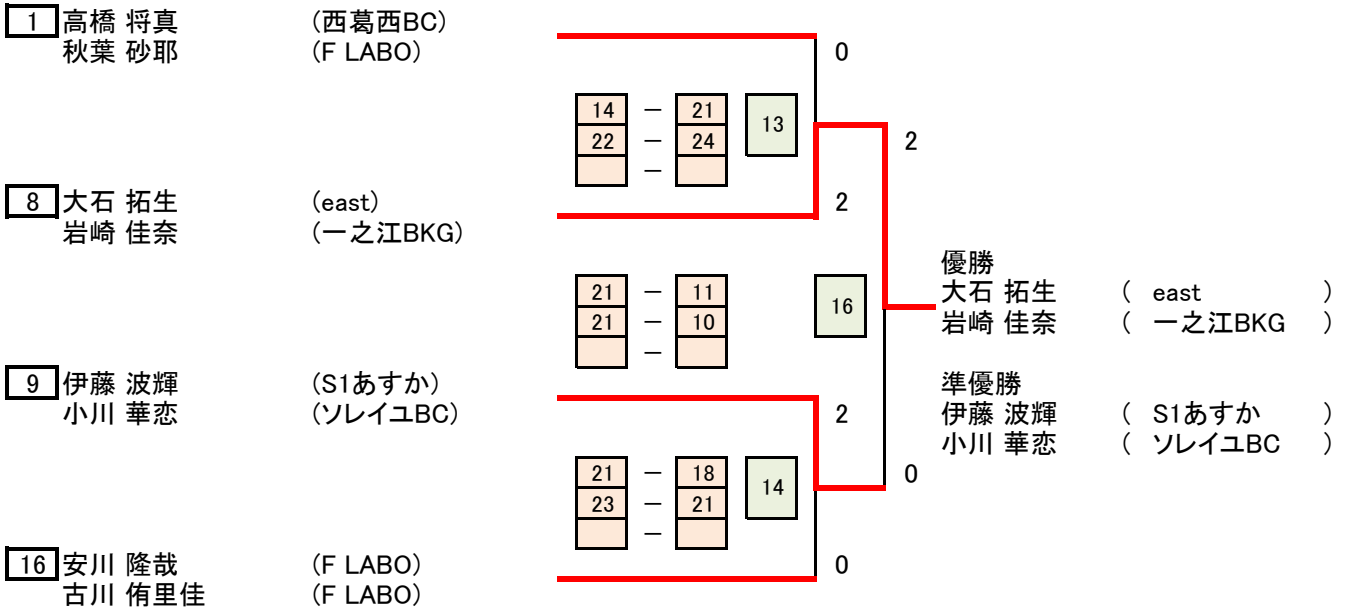 1 高橋 将真 (西葛西BC)
秋葉 砂耶 (F LABO)
0
14 － 21
13
22 － 24
－
2
8 大石 拓生 (east)
岩崎 佳奈 (一之江BKG)
2
優勝
大石 拓生 ( east )
岩崎 佳奈 ( 一之江BKG )
21 － 11
16
21 － 10
－
9 伊藤 波輝 (S1あすか)
小川 華恋 (ソレイユBC)
2
準優勝
伊藤 波輝 ( S1あすか )
小川 華恋 ( ソレイユBC )
21 － 18
14
23 － 21
－
0
16 安川 隆哉 (F LABO)
古川 侑里佳 (F LABO)
0